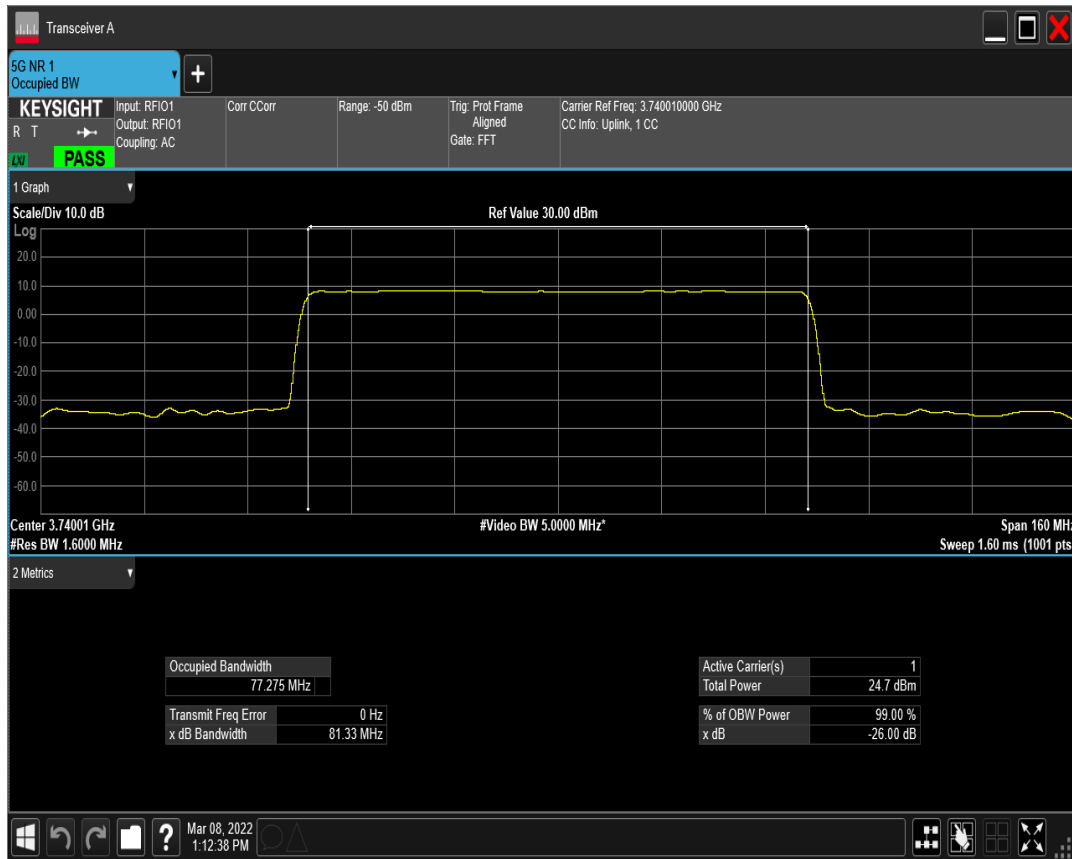 Transceiver A
5G NR 1
Occupied BW
+
KEYSIGHT
R T
LXI
PASS
Input: RFIO1
Output: RFIO1
Coupling: AC
Corr CCorr
Range: -50 dBm
Trig: Prot Frame
Aligned
Gate: FFT
Carrier Ref Freq: 3.740010000 GHz
CC Info: Uplink, 1 CC
1 Graph
Scale/Div 10.0 dB
Ref Value 30.00 dBm
Log
20.0
10.0
0.00
-10.0
-20.0
-30.0
-40.0
-50.0
-60.0
Center 3.74001 GHz
#Video BW 5.0000 MHz*
Span 160 MHz
#Res BW 1.6000 MHz
Sweep 1.60 ms (1001 pts
2 Metrics
Occupied Bandwidth
77.275 MHz
Transmit Freq Error 0 Hz
x dB Bandwidth 81.33 MHz
Active Carrier(s) 1
Total Power 24.7 dBm
% of OBW Power 99.00 %
x dB -26.00 dB
?
Mar 08, 2022
1:12:38 PM